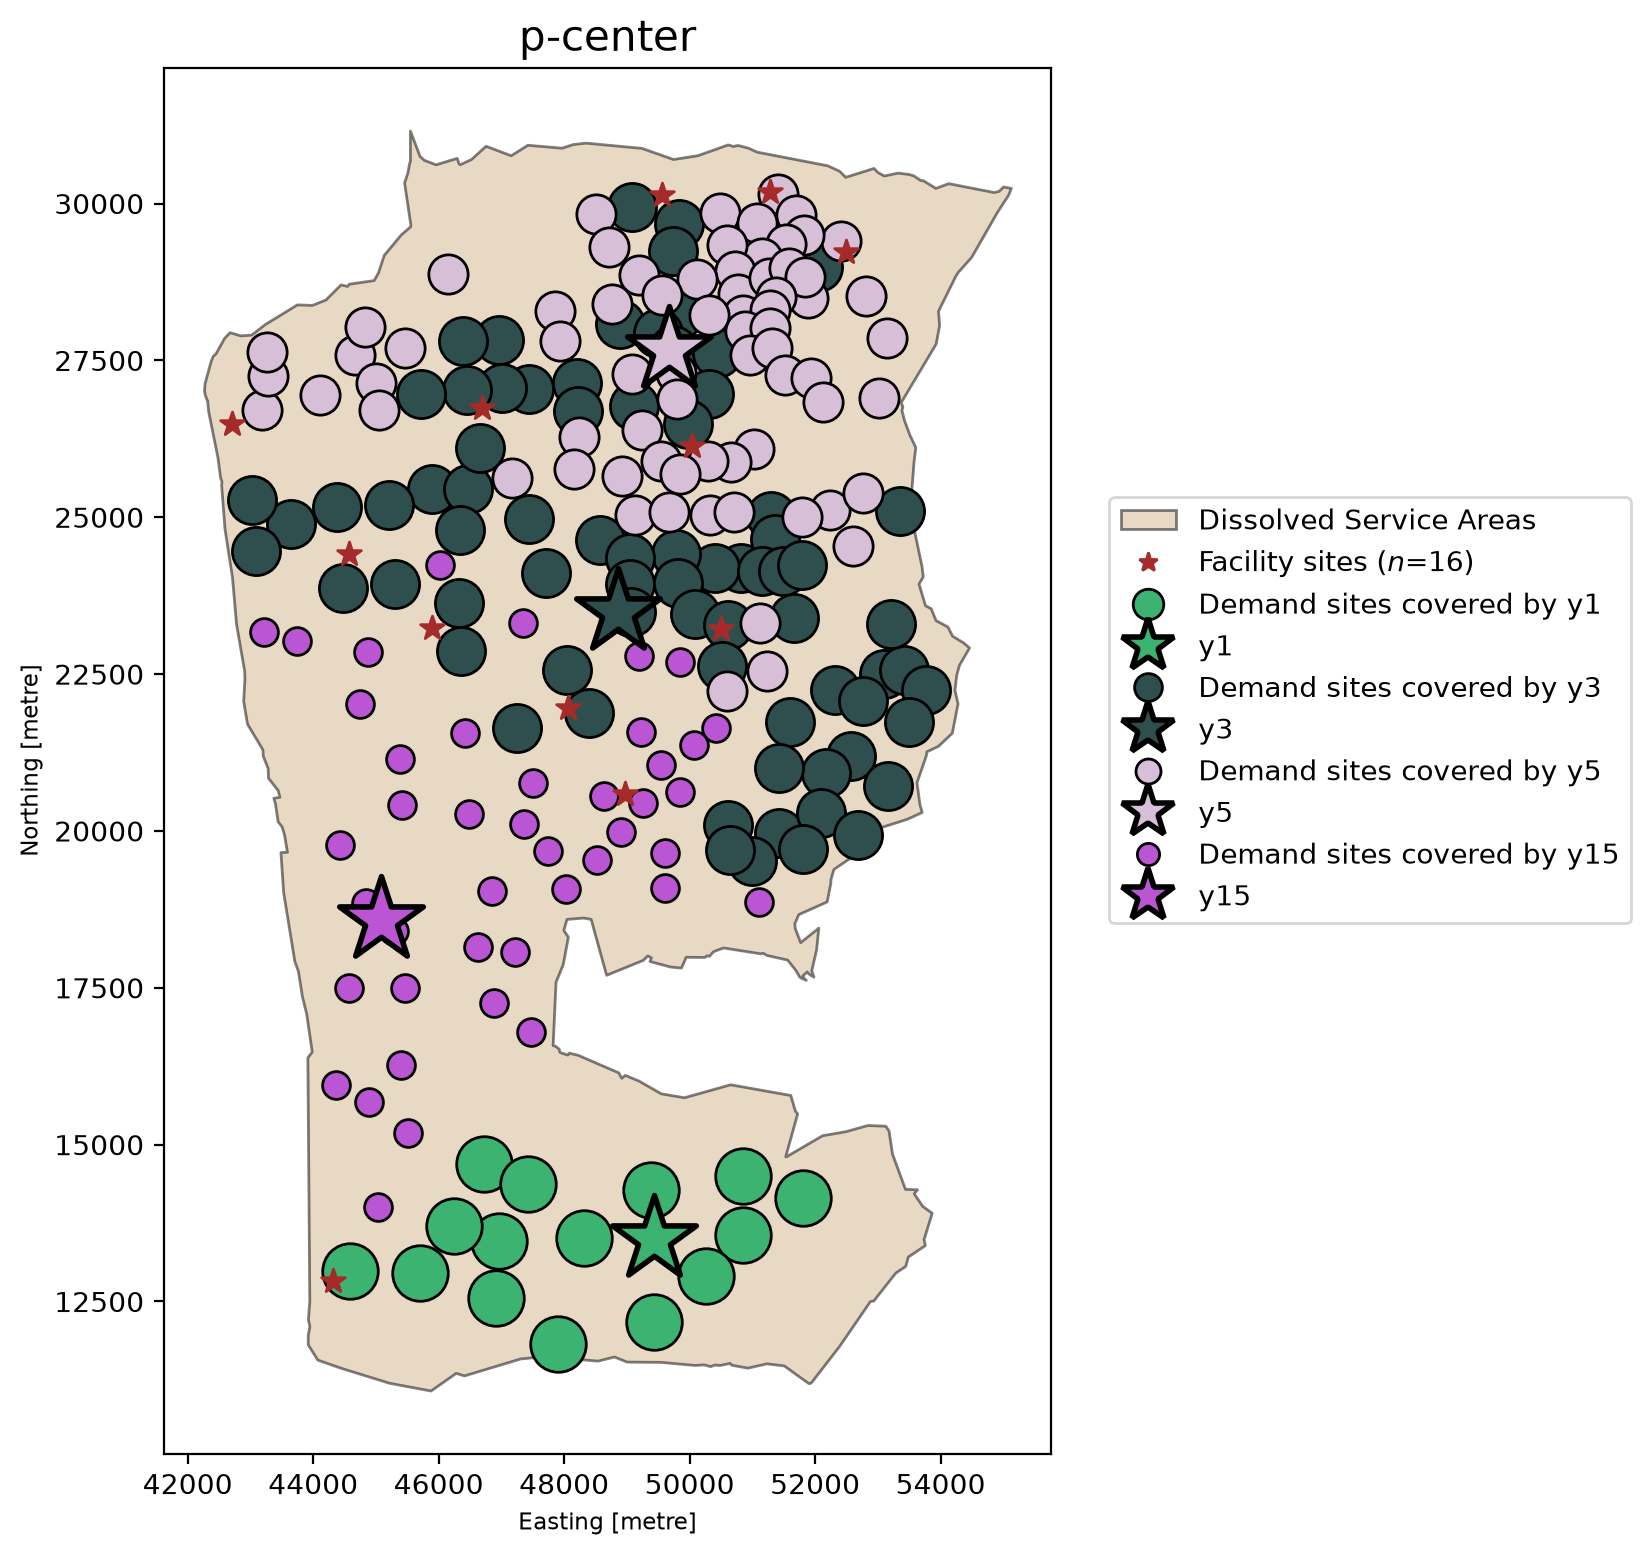 p-center
30000
27500
25000
22500
20000
17500
15000
12500
Northing [metre]
42000 44000 46000 48000 50000 52000 54000
Easting [metre]
Dissolved Service Areas
Facility sites (n=16)
Demand sites covered by y1
y1
Demand sites covered by y3
y3
Demand sites covered by y5
y5
Demand sites covered by y15
y15